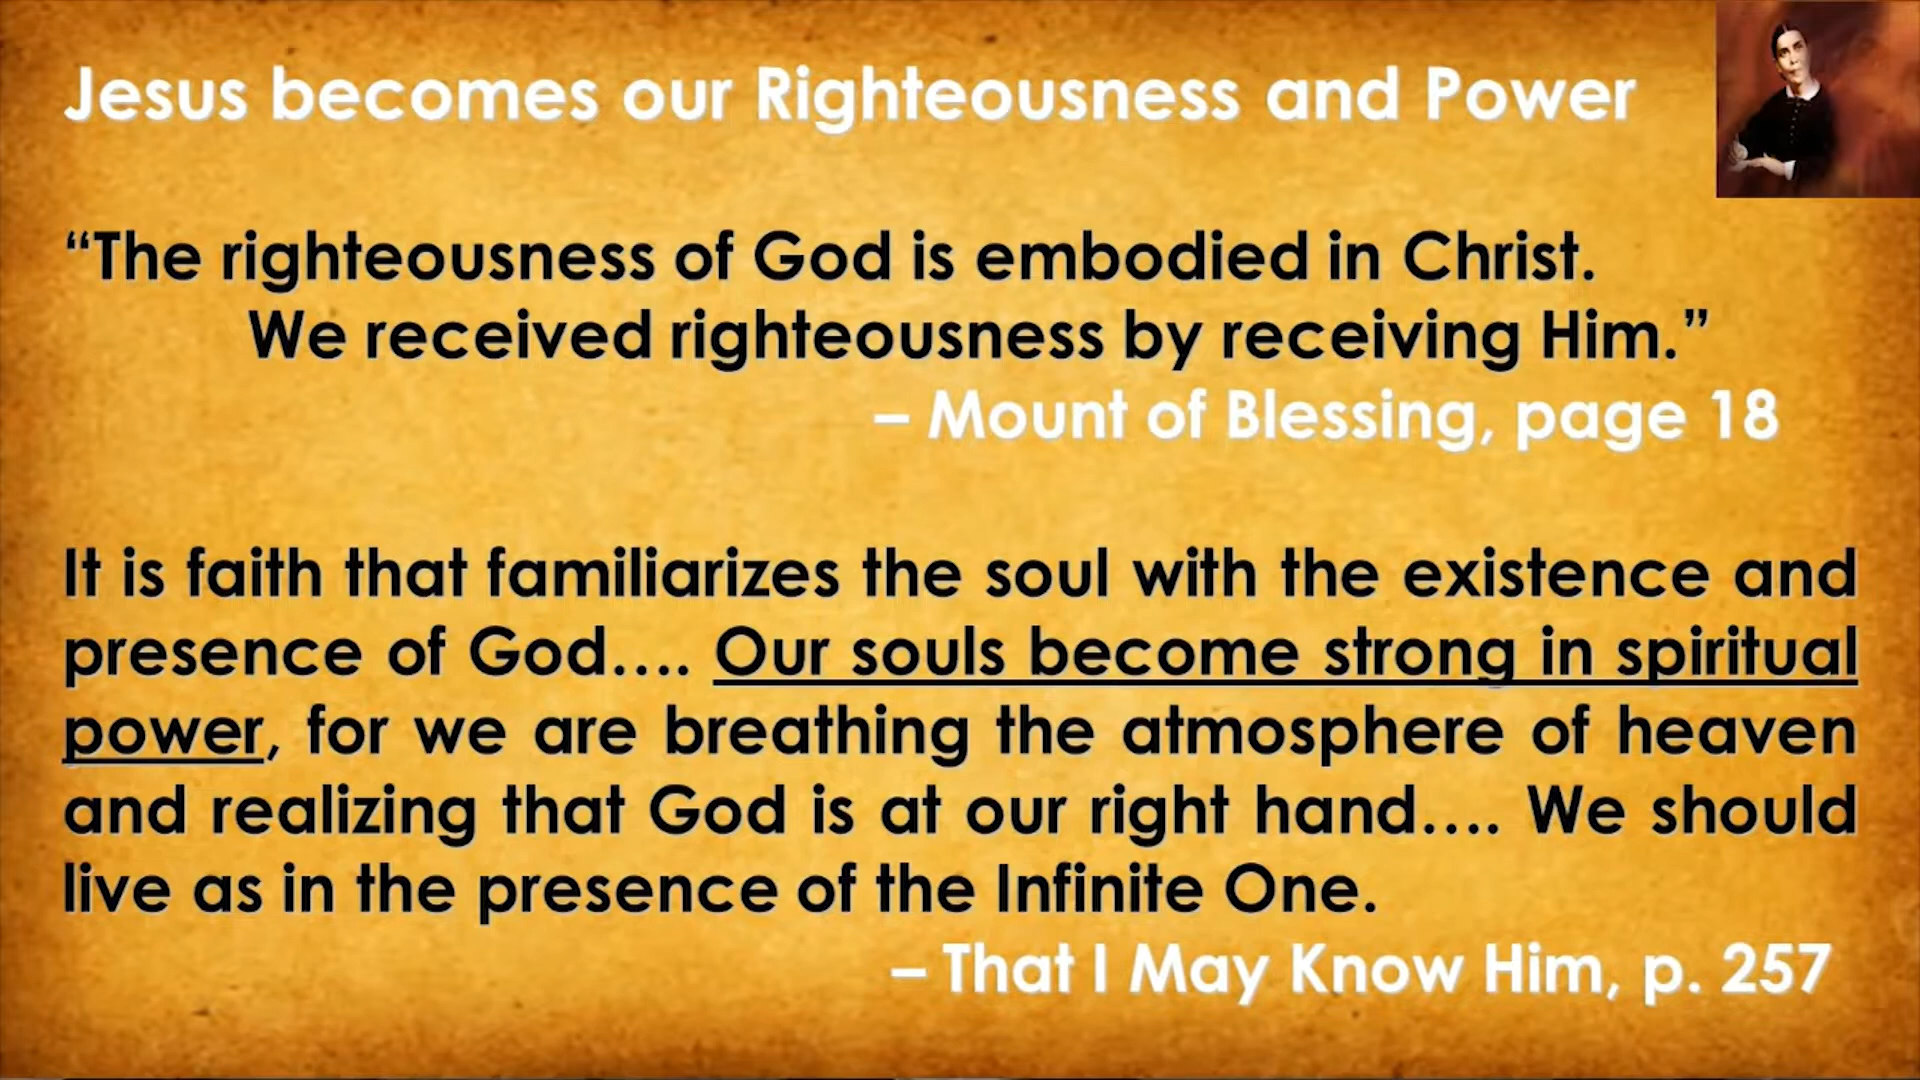 Jesus becomes our Righteousness and Power
“The righteousness of God is embodied in Christ.
We received righteousness by receiving Him.”
– Mount of Blessing, page 18
It is faith that familiarizes the soul with the existence and
presence of God.... Our souls become strong in spiritual
power, for we are breathing the atmosphere of heaven
and realizing that God is at our right hand.... We should
live as in the presence of the Infinite One.
– That I May Know Him, p. 257